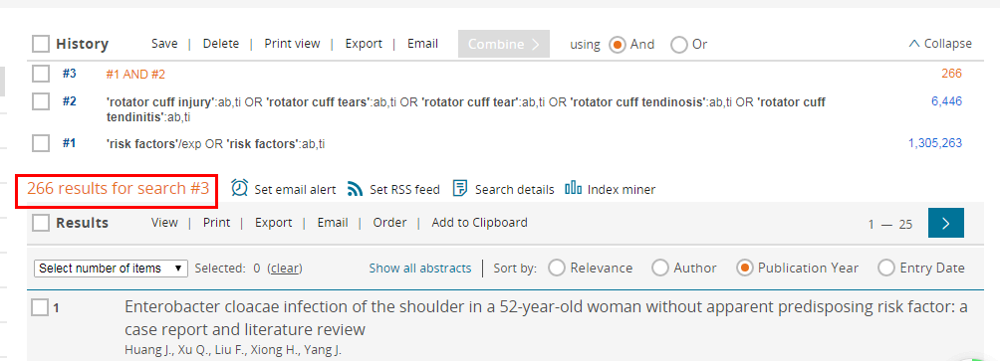 History Save | Delete | Print view | Export | Email Combine > using And Or Collapse
#3 #1 AND #2 266
#2 'rotator cuff injury':ab,ti OR 'rotator cuff tears':ab,ti OR 'rotator cuff tear':ab,ti OR 'rotator cuff tendinosis':ab,ti OR 'rotator cuff 6,446
tendinitis':ab,ti
#1 'risk factors'/exp OR 'risk factors':ab,ti 1,305,263
266 results for search #3 Set email alert Set RSS feed Search details Index miner
Results View | Print | Export | Email | Order | Add to Clipboard 1 — 25 >
Select number of items Selected: 0 (clear) Show all abstracts | Sort by: Relevance Author Publication Year Entry Date
1 Enterobacter cloacae infection of the shoulder in a 52-year-old woman without apparent predisposing risk factor: a
case report and literature review
Huang J., Xu Q., Liu F., Xiong H., Yang J.